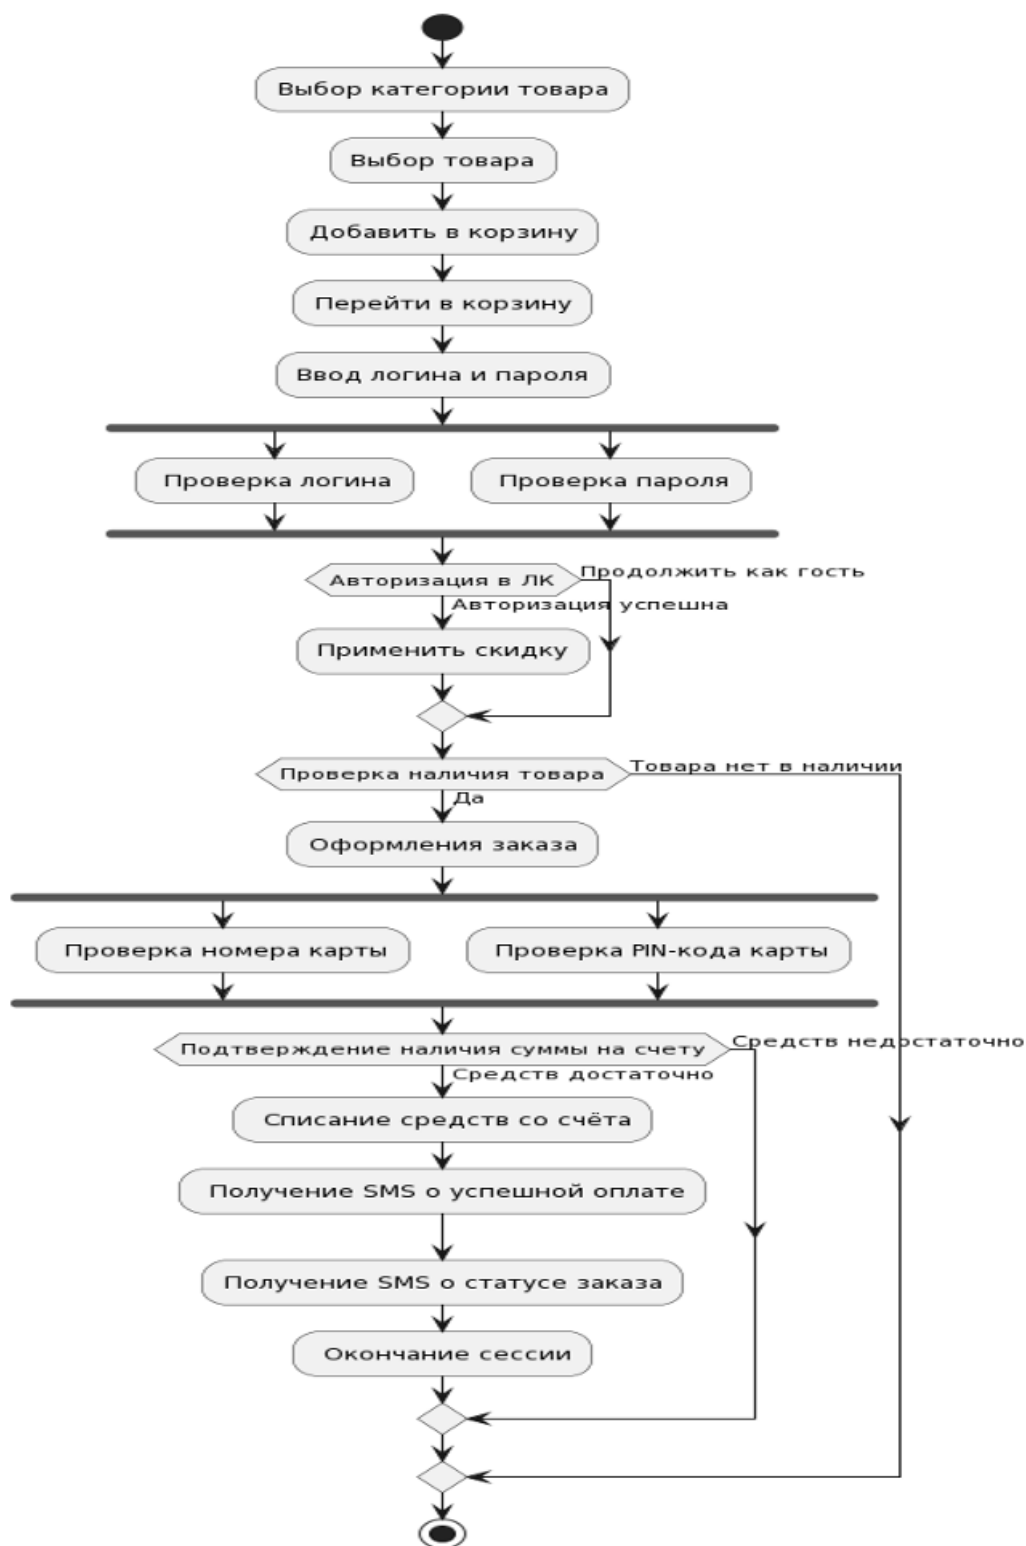 Выбор категории товара
Выбор товара
Добавить в корзину
Перейти в корзину
Ввод логина и пароля
Проверка логина
Проверка пароля
Авторизация в ЛК
Продолжить как гость
Авторизация успешна
Применить скидку
Проверка наличия товара
Товара нет в наличии
Да
Оформления заказа
Проверка номера карты
Проверка PIN-кода карты
Подтверждение наличия суммы на счету
Средств недостаточно
Средств достаточно
Списание средств со счёта
Получение SMS о успешной оплате
Получение SMS о статусе заказа
Окончание сессии